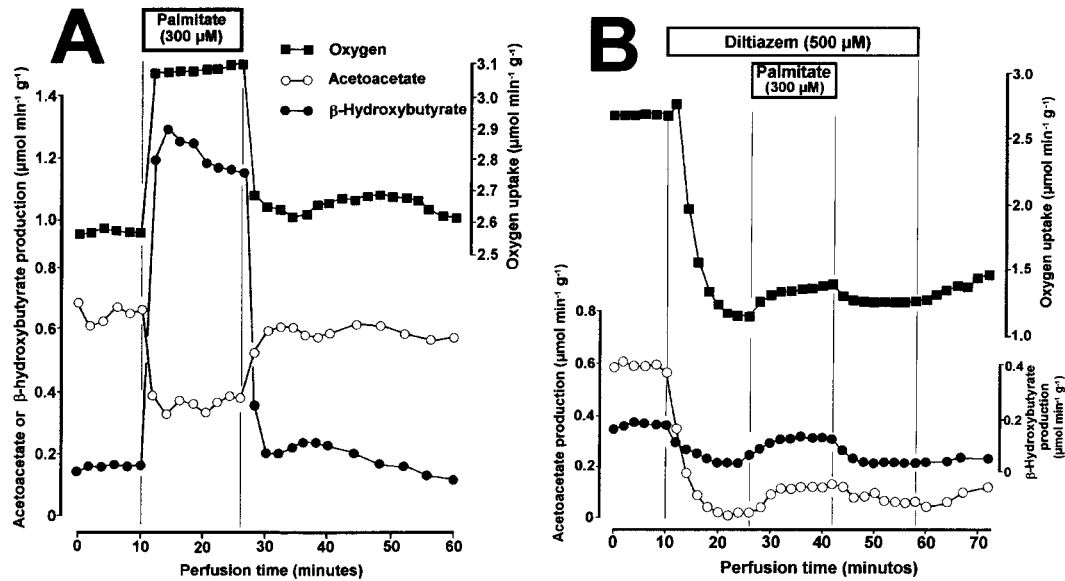 A
Palmitate
(300 µM)
Oxygen
Acetoacetate
β-Hydroxybutyrate
Acetoacetate or β-hydroxybutyrate production (µmol min⁻¹ g⁻¹)
1.4
1.2
1.0
0.8
0.6
0.4
0.2
0
3.1
3.0
2.9
2.8
2.7
2.6
2.5
Oxygen uptake (µmol min⁻¹ g⁻¹)
0 10 20 30 40 50 60
Perfusion time (minutes)
B
Diltiazem (500 µM)
Palmitate
(300 µM)
3.0
2.0
1.5
1.0
Oxygen uptake (µmol min⁻¹ g⁻¹)
Acetoacetate production (µmol min⁻¹ g⁻¹)
0.8
0.6
0.4
0.2
0
0.4
0.2
0
β-Hydroxybutyrate
production
(µmol min⁻¹ g⁻¹)
0 10 20 30 40 50 60 70
Perfusion time (minutos)